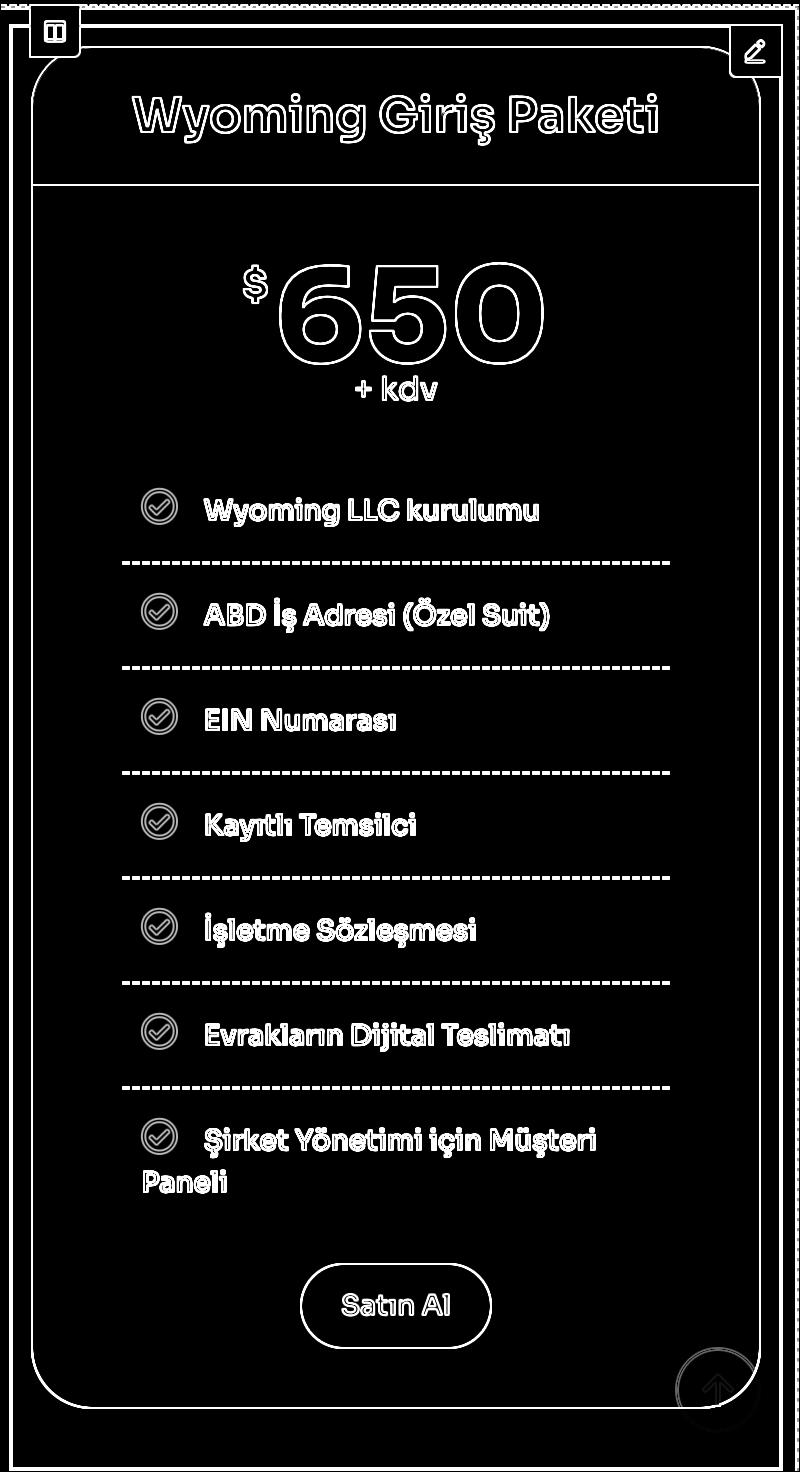 Wyoming Giriş Paketi
$650
+ kdv
Wyoming LLC kurulumu
ABD İş Adresi (Özel Suit)
EIN Numarası
Kayıtlı Temsilci
İşletme Sözleşmesi
Evrakların Dijital Teslimatı
Şirket Yönetimi için Müşteri
Paneli
Satın Al